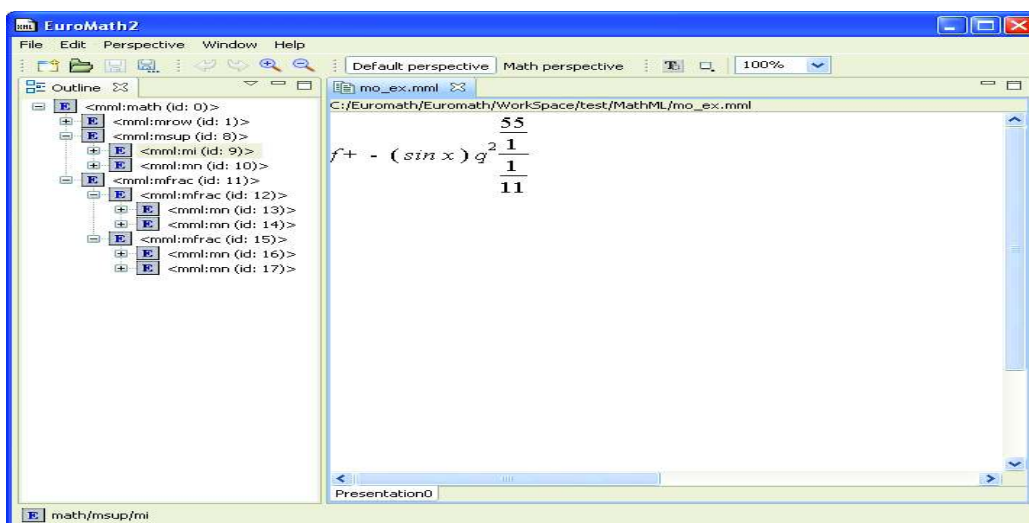 EuroMath2
File Edit Perspective Window Help
Default perspective Math perspective 100%
Outline
mo_ex.mml
C:/Euromath/Euromath/WorkSpace/test/MathML/mo_ex.mml
E <mml:math (id: 0)>
E <mml:mrow (id: 1)>
E <mml:msup (id: 8)>
E <mml:mi (id: 9)>
E <mml:mn (id: 10)>
E <mml:mfrac (id: 11)>
E <mml:mfrac (id: 12)>
E <mml:mn (id: 13)>
E <mml:mn (id: 14)>
E <mml:mfrac (id: 15)>
E <mml:mn (id: 16)>
E <mml:mn (id: 17)>
55
1
f + - ( sin x ) q²
1
11
Presentation0
E math/msup/mi